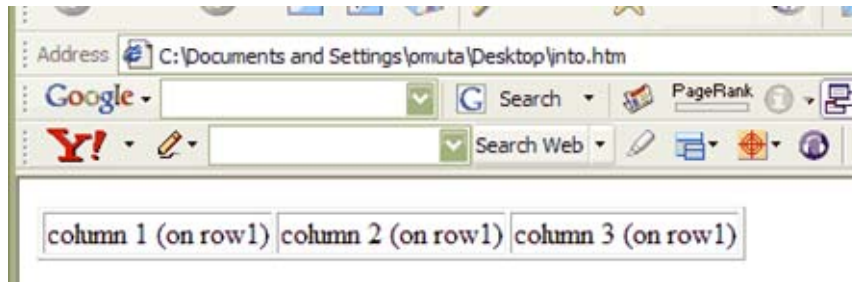 Address C:\Documents and Settings\omuta\Desktop\into.htm
Google Search PageRank
Y! Search Web
column 1 (on row1) column 2 (on row1) column 3 (on row1)